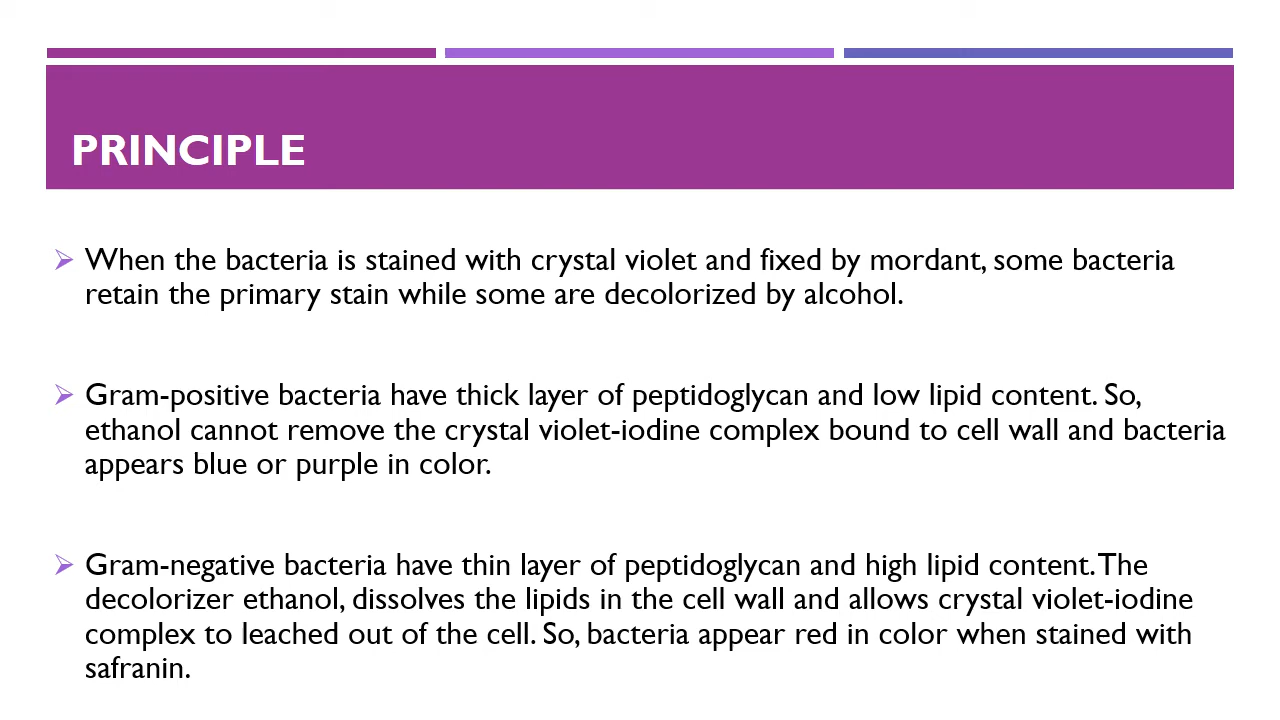 PRINCIPLE
When the bacteria is stained with crystal violet and fixed by mordant, some bacteria
retain the primary stain while some are decolorized by alcohol.
Gram-positive bacteria have thick layer of peptidoglycan and low lipid content. So,
ethanol cannot remove the crystal violet-iodine complex bound to cell wall and bacteria
appears blue or purple in color.
Gram-negative bacteria have thin layer of peptidoglycan and high lipid content. The
decolorizer ethanol, dissolves the lipids in the cell wall and allows crystal violet-iodine
complex to leached out of the cell. So, bacteria appear red in color when stained with
safranin.